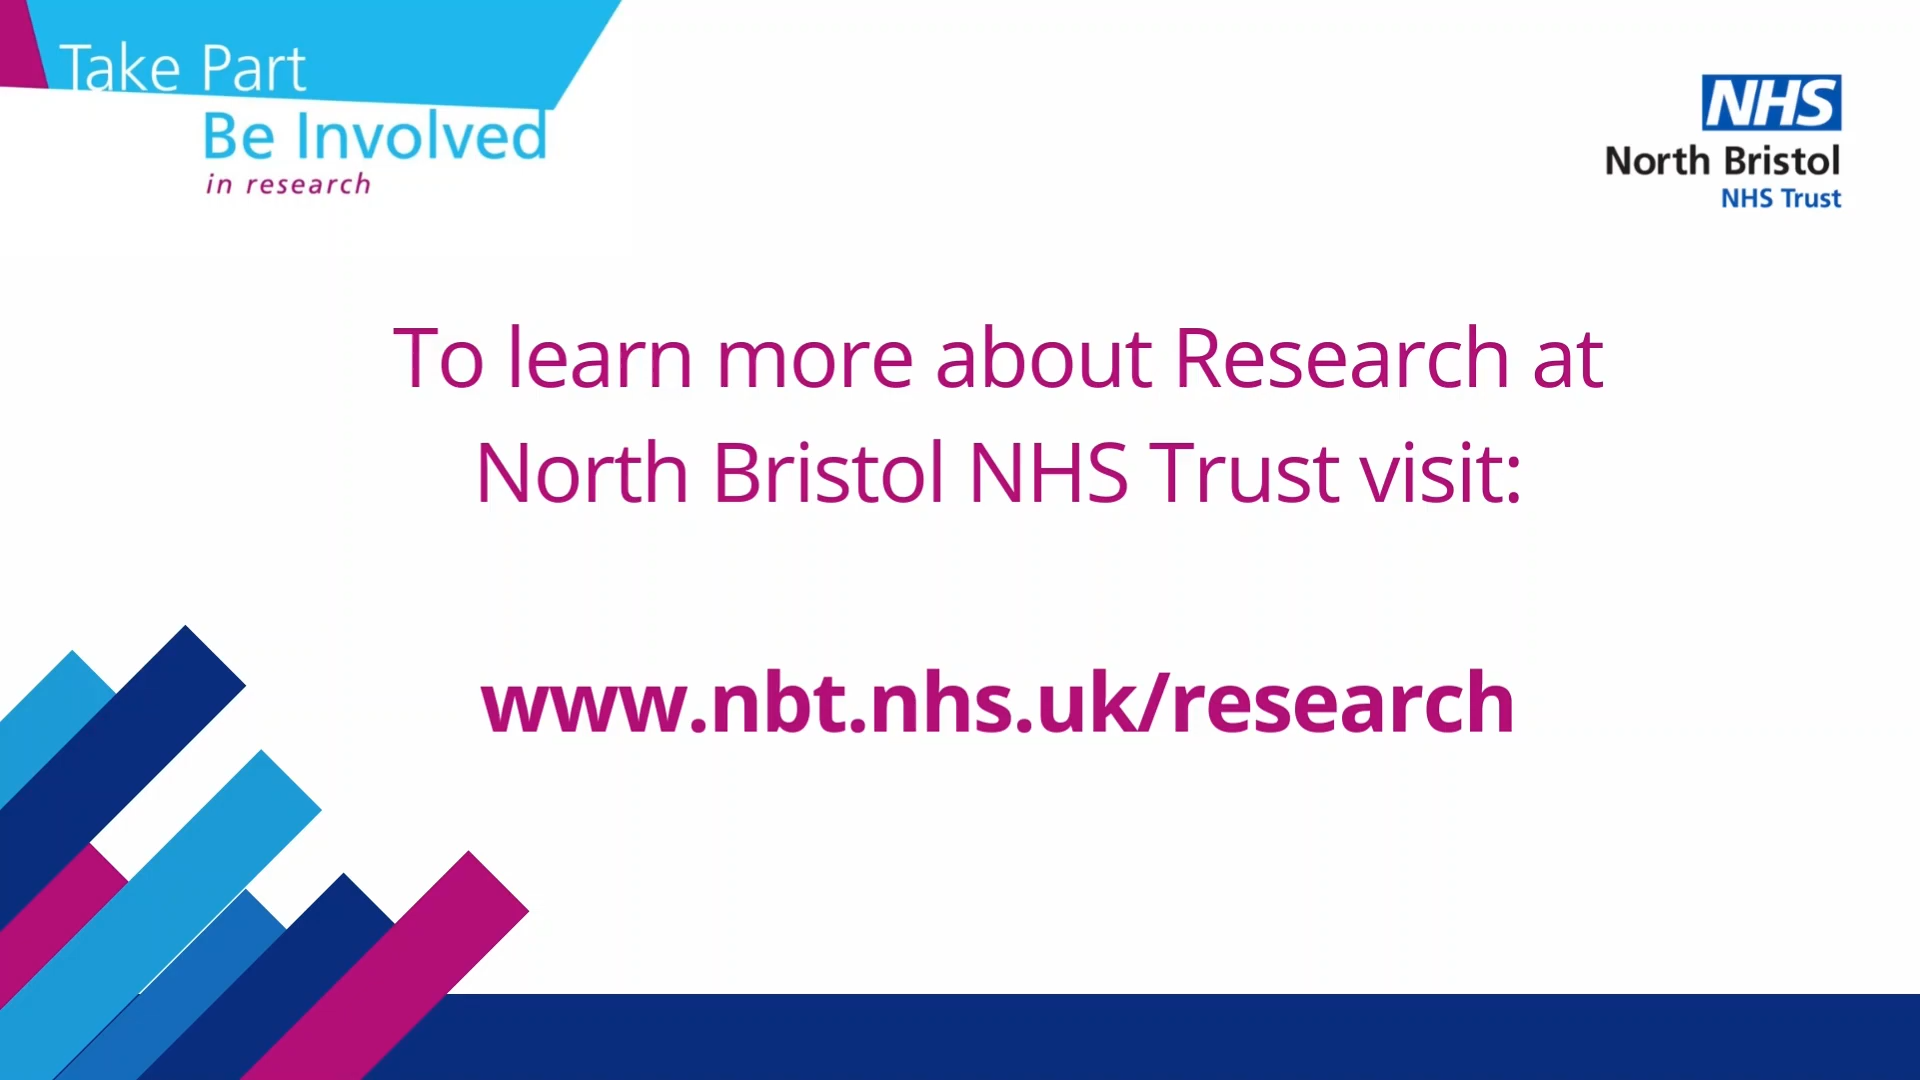 Take Part
Be Involved
in research
NHS
North Bristol
NHS Trust
To learn more about Research at
North Bristol NHS Trust visit:
www.nbt.nhs.uk/research